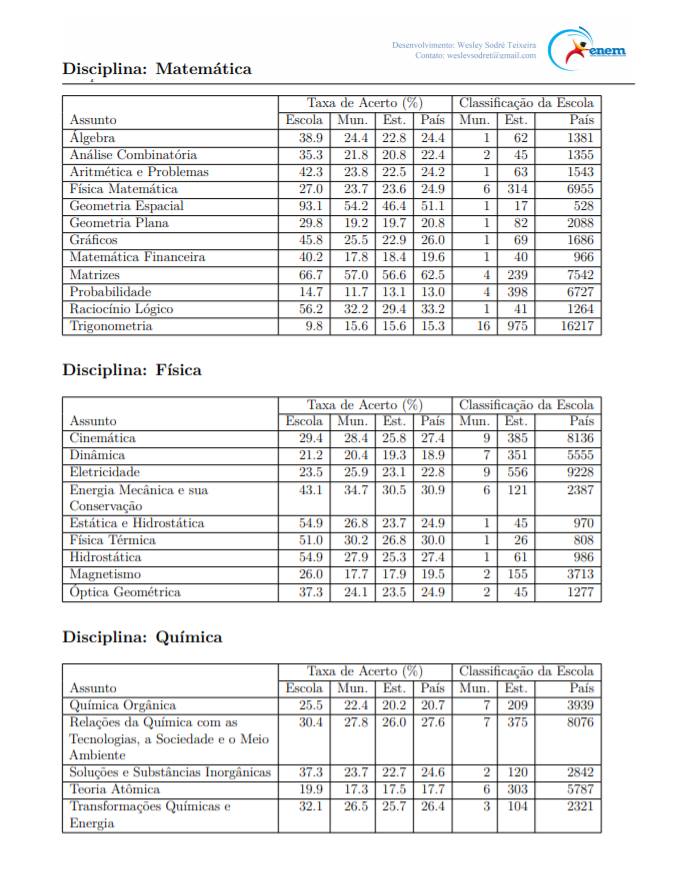 Desenvolvimento: Wesley Sodré Teixeira
Contato: weslevsodret@gmail.com
enem
Disciplina: Matemática
Taxa de Acerto (%) Classificação da Escola
Assunto Escola Mun. Est. País Mun. Est. País
Álgebra 38.9 24.4 22.8 24.4 1 62 1381
Análise Combinatória 35.3 21.8 20.8 22.4 2 45 1355
Aritmética e Problemas 42.3 23.8 22.5 24.2 1 63 1543
Física Matemática 27.0 23.7 23.6 24.9 6 314 6955
Geometria Espacial 93.1 54.2 46.4 51.1 1 17 528
Geometria Plana 29.8 19.2 19.7 20.8 1 82 2088
Gráficos 45.8 25.5 22.9 26.0 1 69 1686
Matemática Financeira 40.2 17.8 18.4 19.6 1 40 966
Matrizes 66.7 57.0 56.6 62.5 4 239 7542
Probabilidade 14.7 11.7 13.1 13.0 4 398 6727
Raciocínio Lógico 56.2 32.2 29.4 33.2 1 41 1264
Trigonometria 9.8 15.6 15.6 15.3 16 975 16217
Disciplina: Física
Taxa de Acerto (%) Classificação da Escola
Assunto Escola Mun. Est. País Mun. Est. País
Cinemática 29.4 28.4 25.8 27.4 9 385 8136
Dinâmica 21.2 20.4 19.3 18.9 7 351 5555
Eletricidade 23.5 25.9 23.1 22.8 9 556 9228
Energia Mecânica e sua 43.1 34.7 30.5 30.9 6 121 2387
Conservação
Estática e Hidrostática 54.9 26.8 23.7 24.9 1 45 970
Física Térmica 51.0 30.2 26.8 30.0 1 26 808
Hidrostática 54.9 27.9 25.3 27.4 1 61 986
Magnetismo 26.0 17.7 17.9 19.5 2 155 3713
Óptica Geométrica 37.3 24.1 23.5 24.9 2 45 1277
Disciplina: Química
Taxa de Acerto (%) Classificação da Escola
Assunto Escola Mun. Est. País Mun. Est. País
Química Orgânica 25.5 22.4 20.2 20.7 7 209 3939
Relações da Química com as 30.4 27.8 26.0 27.6 7 375 8076
Tecnologias, a Sociedade e o Meio
Ambiente
Soluções e Substâncias Inorgânicas 37.3 23.7 22.7 24.6 2 120 2842
Teoria Atômica 19.9 17.3 17.5 17.7 6 303 5787
Transformações Químicas e 32.1 26.5 25.7 26.4 3 104 2321
Energia